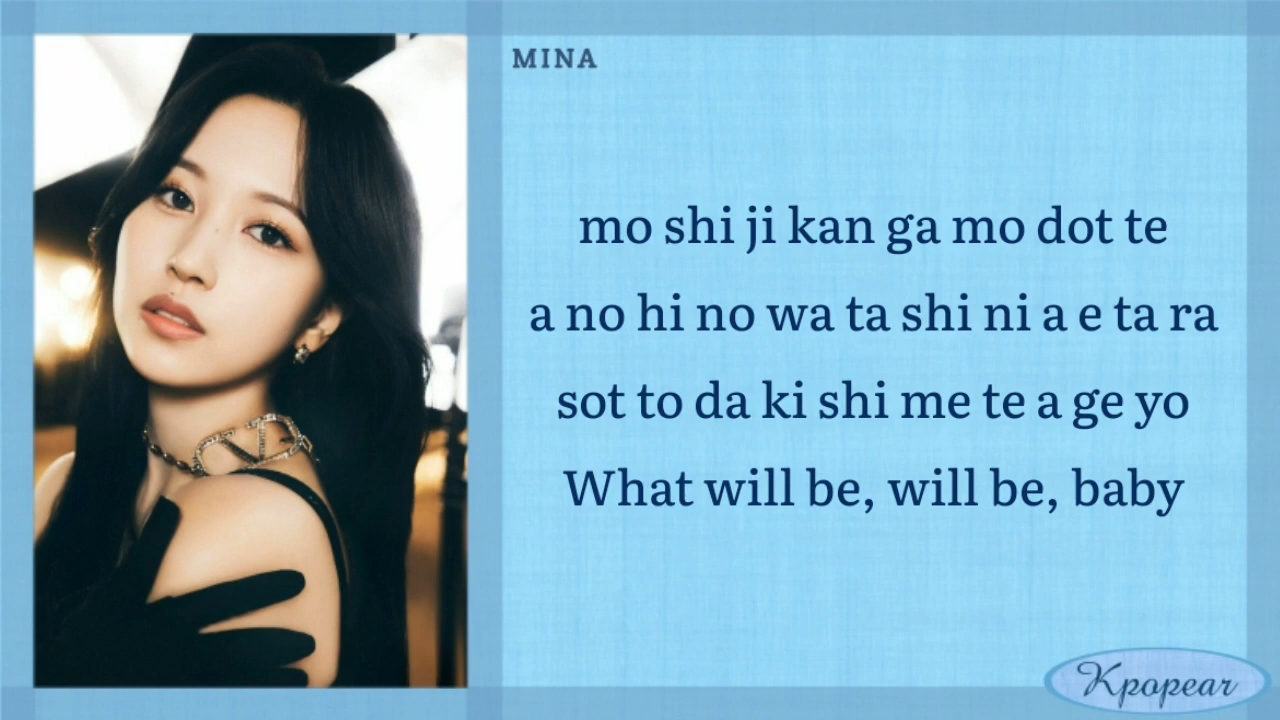 MINA
mo shi ji kan ga mo dot te
a no hi no wa ta shi ni a e ta ra
sot to da ki shi me te a ge yo
What will be, will be, baby
Kpopear